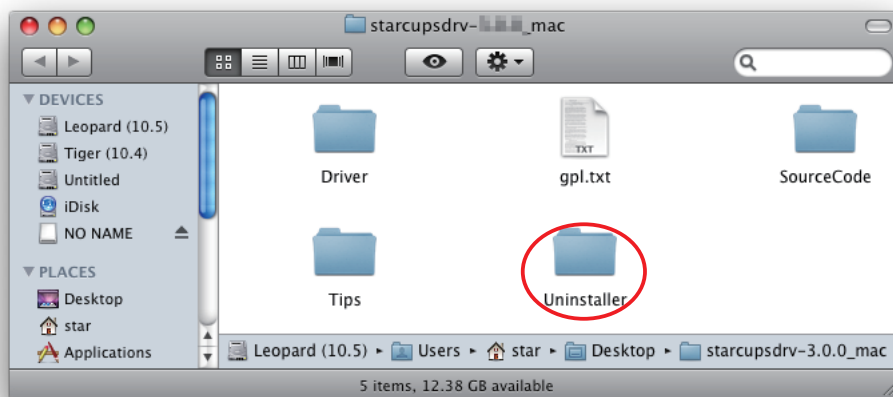 starcupsdrv-   _mac
DEVICES
Leopard (10.5)
Tiger (10.4)
Untitled
iDisk
NO NAME
PLACES
Desktop
star
Applications
Driver
gpl.txt
SourceCode
TXT
Tips
Uninstaller
Leopard (10.5) ▸ Users ▸ star ▸ Desktop ▸ starcupsdrv-3.0.0_mac
5 items, 12.38 GB available